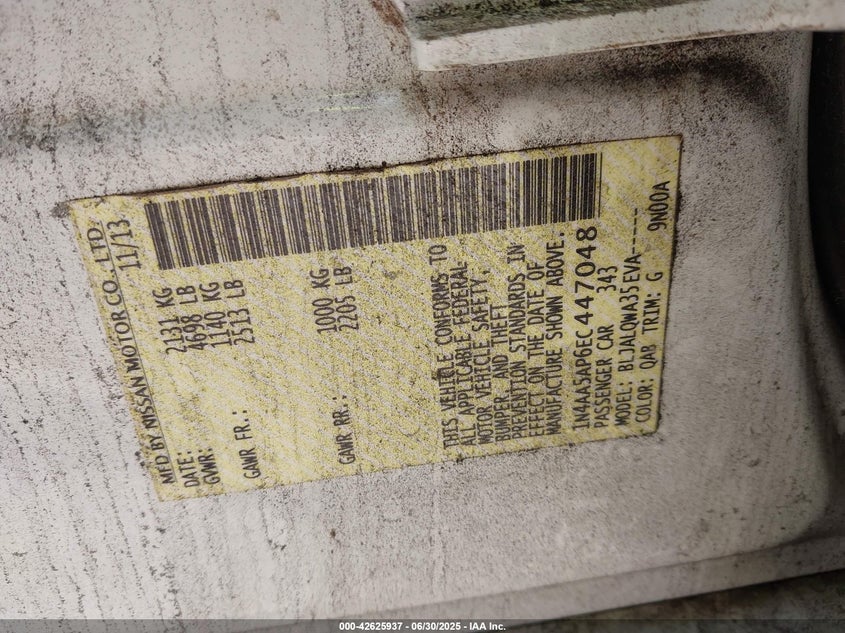 MFD BY NISSAN MOTOR CO., LTD.
DATE: 11/13
GVWR: 2131 KG
4698 LB
GAWR FR.: 1140 KG
2513 LB
GAWR RR.: 1000 KG
2205 LB
THIS VEHICLE CONFORMS TO
ALL APPLICABLE FEDERAL
MOTOR VEHICLE SAFETY,
BUMPER, AND THEFT
PREVENTION STANDARDS IN
EFFECT ON THE DATE OF
MANUFACTURE SHOWN ABOVE.
1N4AA5AP6EC447048
PASSENGER CAR 3A3
MODEL: BLJALQWA35EVA-----
COLOR: QAB TRIM: G 9N00A
000-42625937 - 06/30/2025 - IAA Inc.